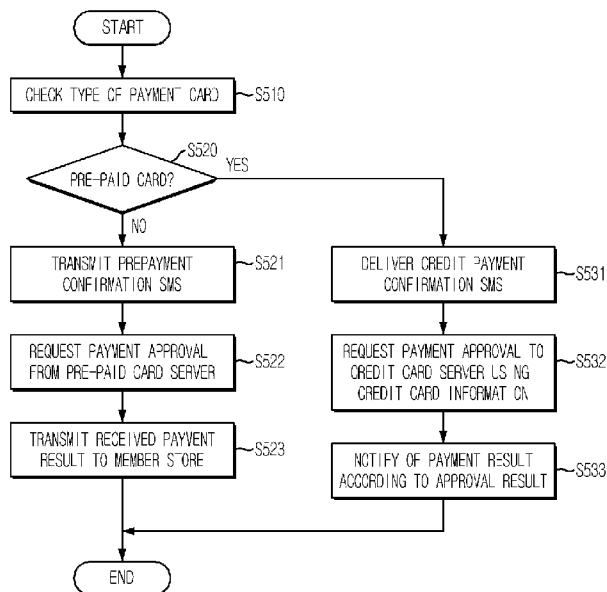 START
CHECK TYPE OF PAYMENT CARD
S510
S520
PRE-PAID CARD?
YES
NO
TRANSMIT PREPAYMENT
CONFIRMATION SMS
S521
REQUEST PAYMENT APPROVAL
FROM PRE-PAID CARD SERVER
S522
TRANSMIT RECEIVED PAYMENT
RESULT TO MEMBER STORE
S523
DELIVER CREDIT PAYMENT
CONFIRMATION SMS
S531
REQUEST PAYMENT APPROVAL TO
CREDIT CARD SERVER USING
CREDIT CARD INFORMATION
S532
NOTIFY OF PAYMENT RESULT
ACCORDING TO APPROVAL RESULT
S533
END